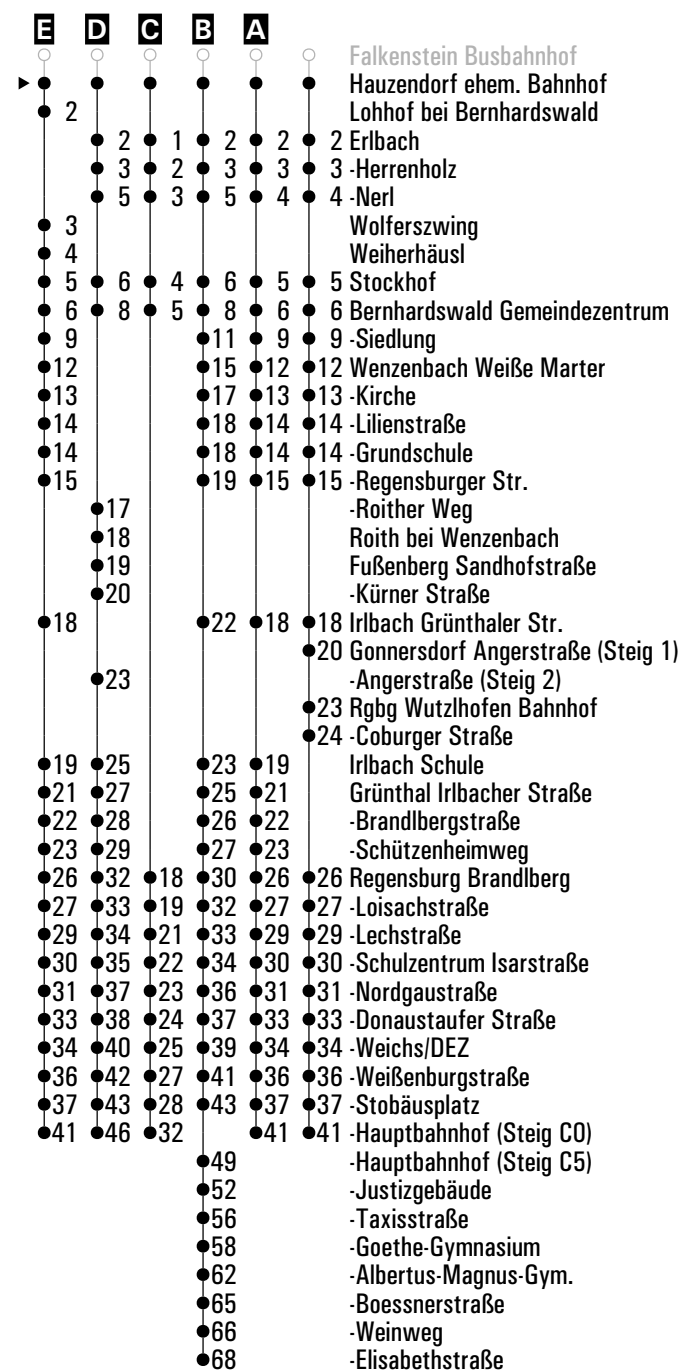 E D C B A
Falkenstein Busbahnhof
Hauzendorf ehem. Bahnhof
2 Lohhof bei Bernhardswald
2 1 2 2 2 Erlbach
3 2 3 3 3 -Herrenholz
5 3 5 4 4 -Nerl
3 Wolferszwing
4 Weiherhäusl
5 6 4 6 5 5 Stockhof
6 8 5 8 6 6 Bernhardswald Gemeindezentrum
9 11 9 9 -Siedlung
12 15 12 12 Wenzenbach Weiße Marter
13 17 13 13 -Kirche
14 18 14 14 -Lilienstraße
14 18 14 14 -Grundschule
15 19 15 15 -Regensburger Str.
17 -Roither Weg
18 Roith bei Wenzenbach
19 Fußenberg Sandhofstraße
20 -Kürner Straße
18 22 18 18 Irlbach Grünthaler Str.
20 Gonnersdorf Angerstraße (Steig 1)
23 -Angerstraße (Steig 2)
23 Rgbg Wutzlhofen Bahnhof
24 -Coburger Straße
19 25 23 19 Irlbach Schule
21 27 25 21 Grünthal Irlbacher Straße
22 28 26 22 -Brandlbergstraße
23 29 27 23 -Schützenheimweg
26 32 18 30 26 26 Regensburg Brandlberg
27 33 19 32 27 27 -Loisachstraße
29 34 21 33 29 29 -Lechstraße
30 35 22 34 30 30 -Schulzentrum Isarstraße
31 37 23 36 31 31 -Nordgaustraße
33 38 24 37 33 33 -Donaustaufer Straße
34 40 25 39 34 34 -Weichs/DEZ
36 42 27 41 36 36 -Weißenburgstraße
37 43 28 43 37 37 -Stobäusplatz
41 46 32 41 41 -Hauptbahnhof (Steig C0)
49 -Hauptbahnhof (Steig C5)
52 -Justizgebäude
56 -Taxisstraße
58 -Goethe-Gymnasium
62 -Albertus-Magnus-Gym.
65 -Boessnerstraße
66 -Weinweg
68 -Elisabethstraße